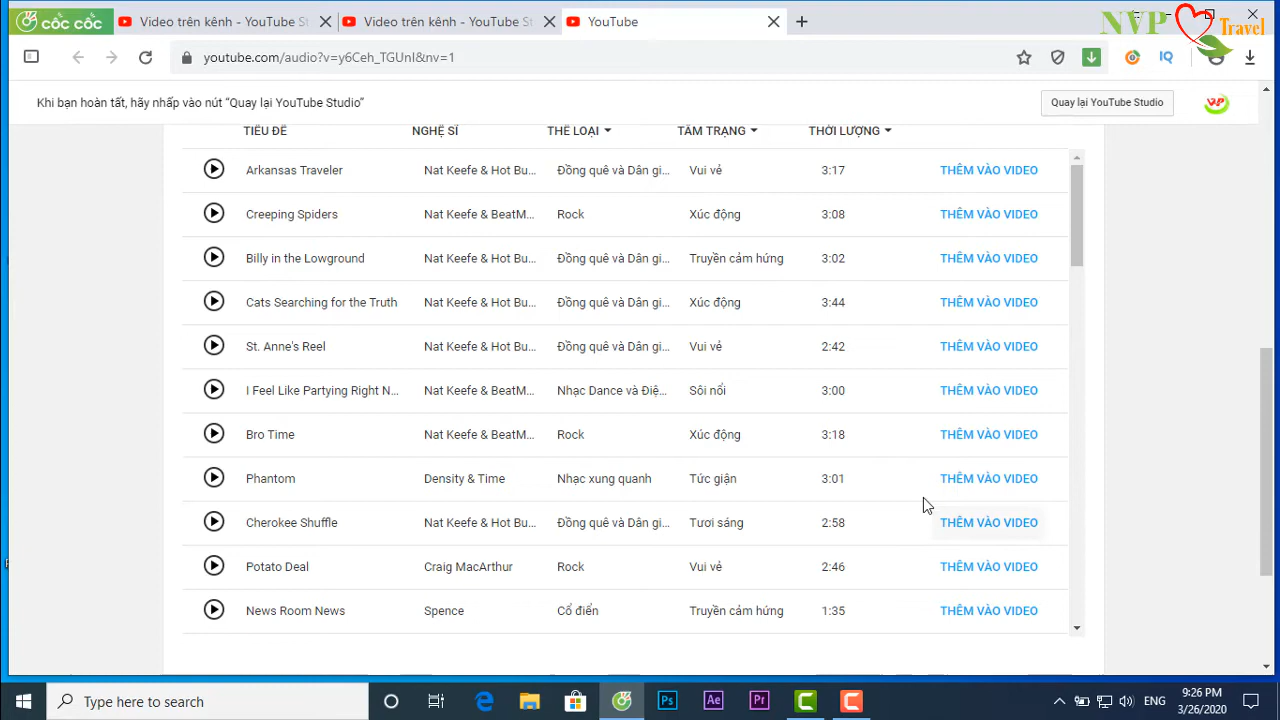 cốc cốc
Video trên kênh - YouTube St
Video trên kênh - YouTube St
YouTube
NVP Travel
youtube.com/audio?v=y6Ceh_TGUnI&nv=1
IQ
Khi bạn hoàn tất, hãy nhấp vào nút “Quay lại YouTube Studio”
Quay lại YouTube Studio
TIÊU ĐỀ NGHỆ SĨ THỂ LOẠI TÂM TRẠNG THỜI LƯỢNG
Arkansas Traveler Nat Keefe & Hot Bu... Đồng quê và Dân gi... Vui vẻ 3:17 THÊM VÀO VIDEO
Creeping Spiders Nat Keefe & BeatM... Rock Xúc động 3:08 THÊM VÀO VIDEO
Billy in the Lowground Nat Keefe & Hot Bu... Đồng quê và Dân gi... Truyền cảm hứng 3:02 THÊM VÀO VIDEO
Cats Searching for the Truth Nat Keefe & Hot Bu... Đồng quê và Dân gi... Xúc động 3:44 THÊM VÀO VIDEO
St. Anne's Reel Nat Keefe & Hot Bu... Đồng quê và Dân gi... Vui vẻ 2:42 THÊM VÀO VIDEO
I Feel Like Partying Right N... Nat Keefe & BeatM... Nhạc Dance và Điệ... Sôi nổi 3:00 THÊM VÀO VIDEO
Bro Time Nat Keefe & BeatM... Rock Xúc động 3:18 THÊM VÀO VIDEO
Phantom Density & Time Nhạc xung quanh Tức giận 3:01 THÊM VÀO VIDEO
Cherokee Shuffle Nat Keefe & Hot Bu... Đồng quê và Dân gi... Tươi sáng 2:58 THÊM VÀO VIDEO
Potato Deal Craig MacArthur Rock Vui vẻ 2:46 THÊM VÀO VIDEO
News Room News Spence Cổ điển Truyền cảm hứng 1:35 THÊM VÀO VIDEO
Type here to search
Ps
Ae
Pr
ENG
9:26 PM
3/26/2020